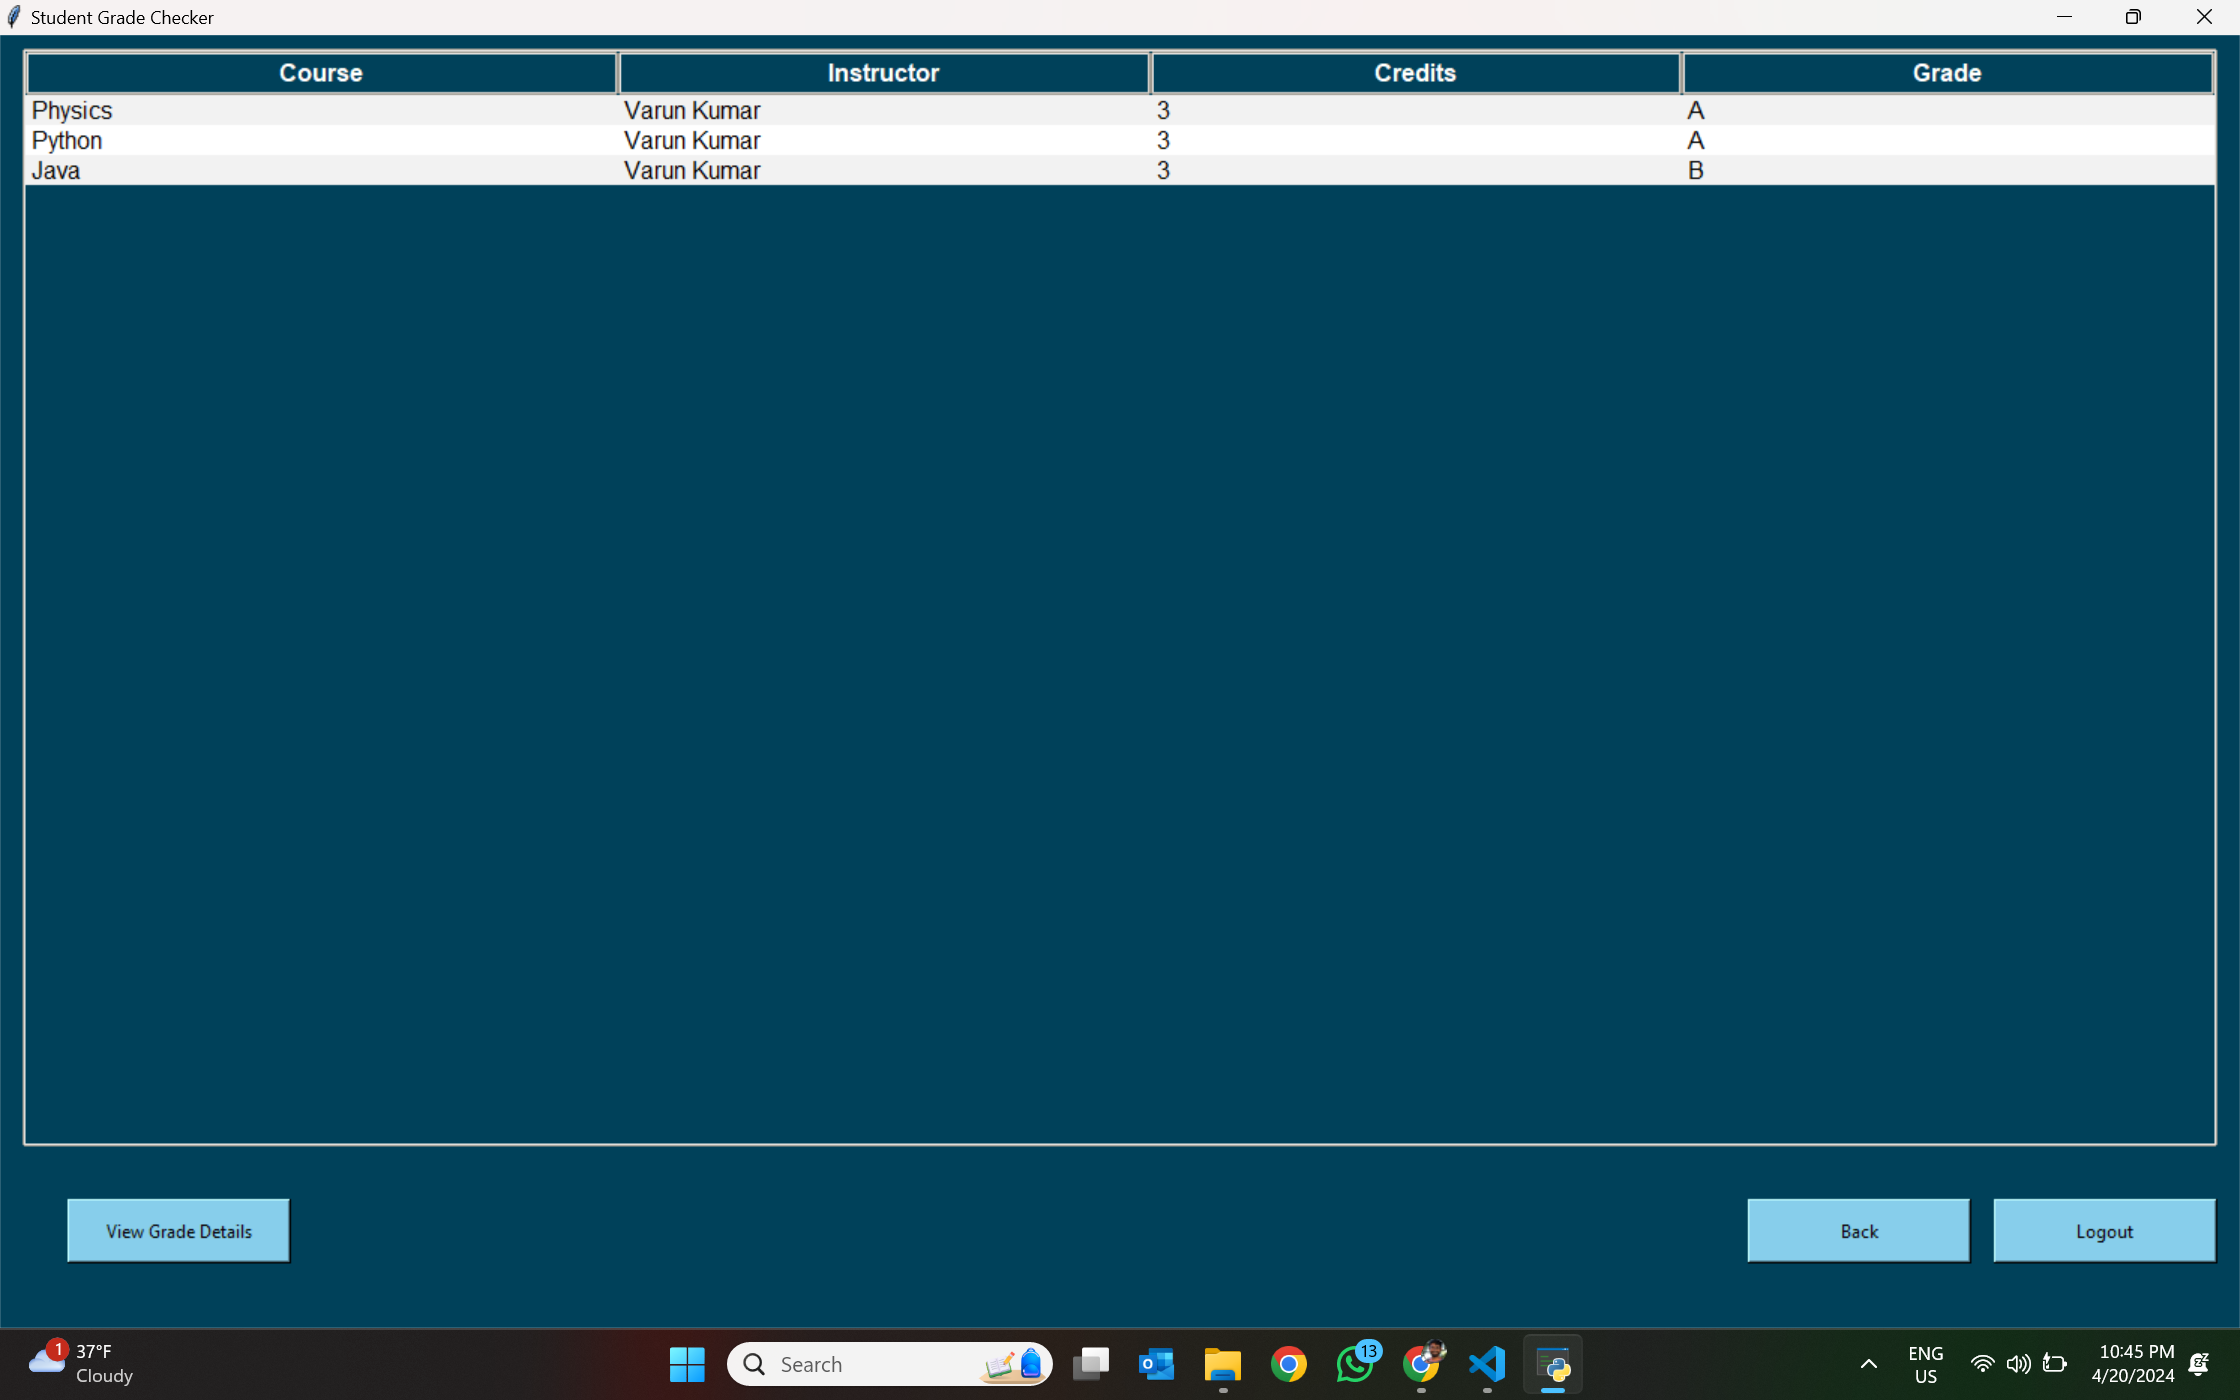 Student Grade Checker
Course Instructor Credits Grade
Physics Varun Kumar 3 A
Python Varun Kumar 3 A
Java Varun Kumar 3 B
View Grade Details Back Logout
1
37°F
Cloudy
Search
13
ENG
US
10:45 PM
4/20/2024